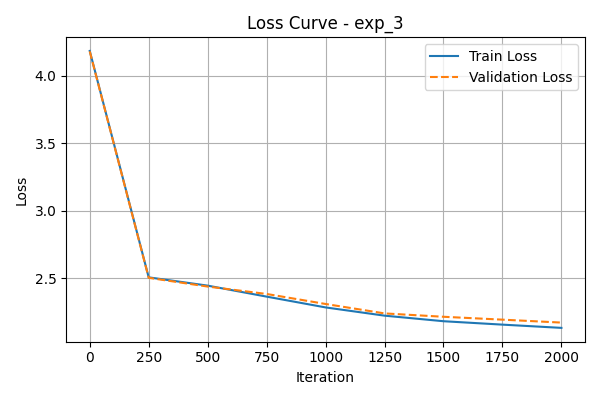 Loss Curve - exp_3
Train Loss
Validation Loss
Loss
4.0
3.5
3.0
2.5
0 250 500 750 1000 1250 1500 1750 2000
Iteration